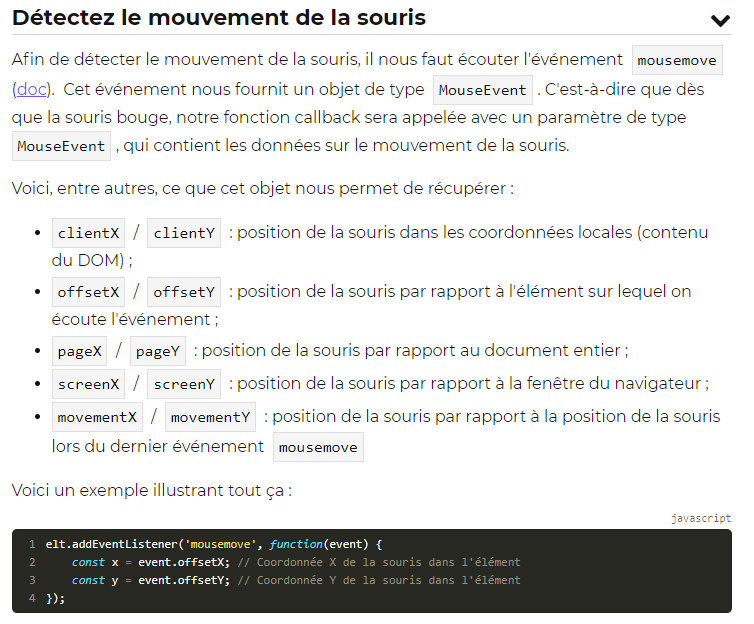 Détectez le mouvement de la souris
Afin de détecter le mouvement de la souris, il nous faut écouter l'événement mousemove
(doc). Cet événement nous fournit un objet de type MouseEvent . C'est-à-dire que dès
que la souris bouge, notre fonction callback sera appelée avec un paramètre de type
MouseEvent , qui contient les données sur le mouvement de la souris.
Voici, entre autres, ce que cet objet nous permet de récupérer :
• clientX / clientY : position de la souris dans les coordonnées locales (contenu
du DOM) ;
• offsetX / offsetY : position de la souris par rapport à l'élément sur lequel on
écoute l'événement ;
• pageX / pageY : position de la souris par rapport au document entier ;
• screenX / screenY : position de la souris par rapport à la fenêtre du navigateur ;
• movementX / movementY : position de la souris par rapport à la position de la souris
lors du dernier événement mousemove
Voici un exemple illustrant tout ça :
javascript
1 elt.addEventListener('mousemove', function(event) {
2     const x = event.offsetX; // Coordonnée X de la souris dans l'élément
3     const y = event.offsetY; // Coordonnée Y de la souris dans l'élément
4 });